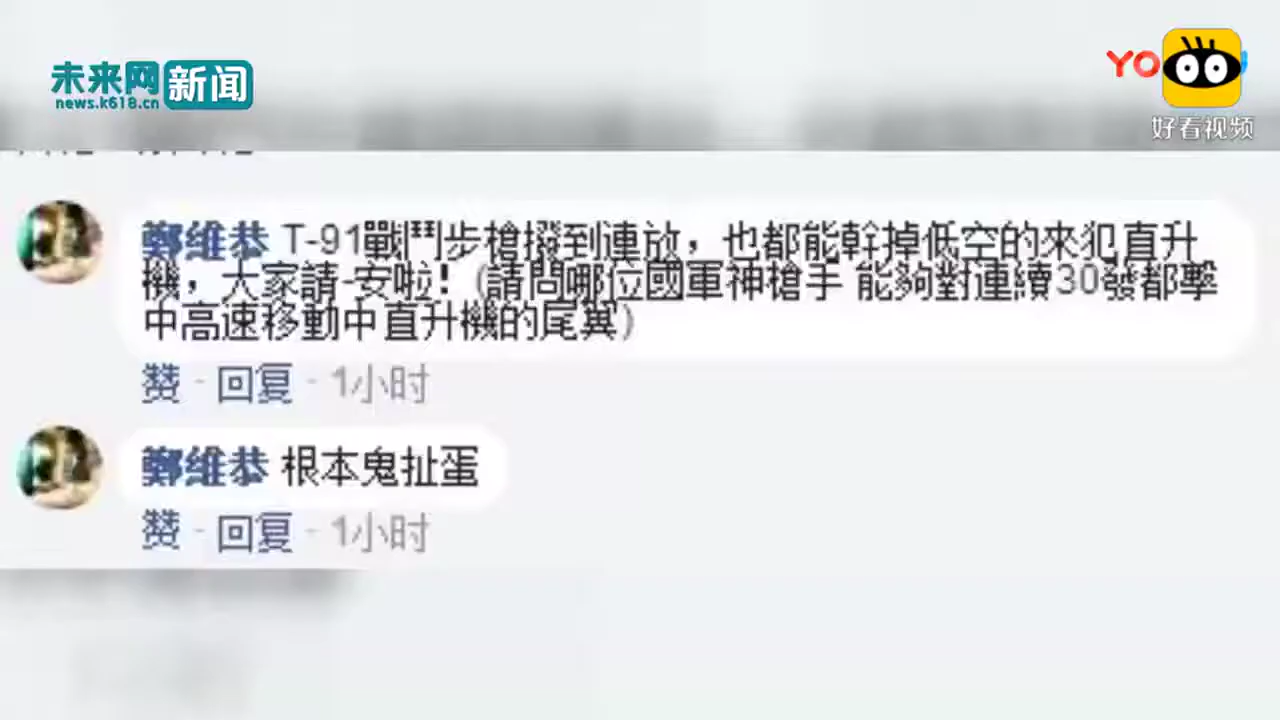 未来网 新闻
news.k618.cn
YO
好看视频
鄭维恭 T-91戰鬥步槍撥到連放，也都能幹掉低空的來犯直升
機，大家請-安啦！(請問哪位國軍神槍手 能夠對連續30發都擊
中高速移動中直升機的尾翼)
赞 · 回复 · 1小时
鄭维恭 根本鬼扯蛋
赞 · 回复 · 1小时